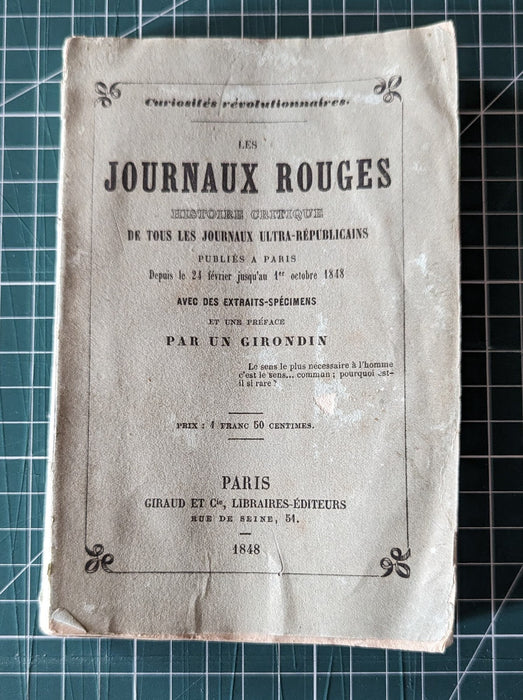 Curiosités révolutionnaires.
LES
JOURNAUX ROUGES
HISTOIRE CRITIQUE
DE TOUS LES JOURNAUX ULTRA-RÉPUBLICAINS
PUBLIÉS A PARIS
Depuis le 24 février jusqu'au 1er octobre 1848
AVEC DES EXTRAITS-SPÉCIMENS
ET UNE PRÉFACE
PAR UN GIRONDIN
Le sens le plus necessaire à l'homme
c'est le sens... commun ; pourquoi est-
il si rare ?
PRIX : 1 FRANC 50 CENTIMES.
PARIS
GIRAUD ET Cie, LIBRAIRES-ÉDITEURS
RUE DE SEINE, 51.
1848